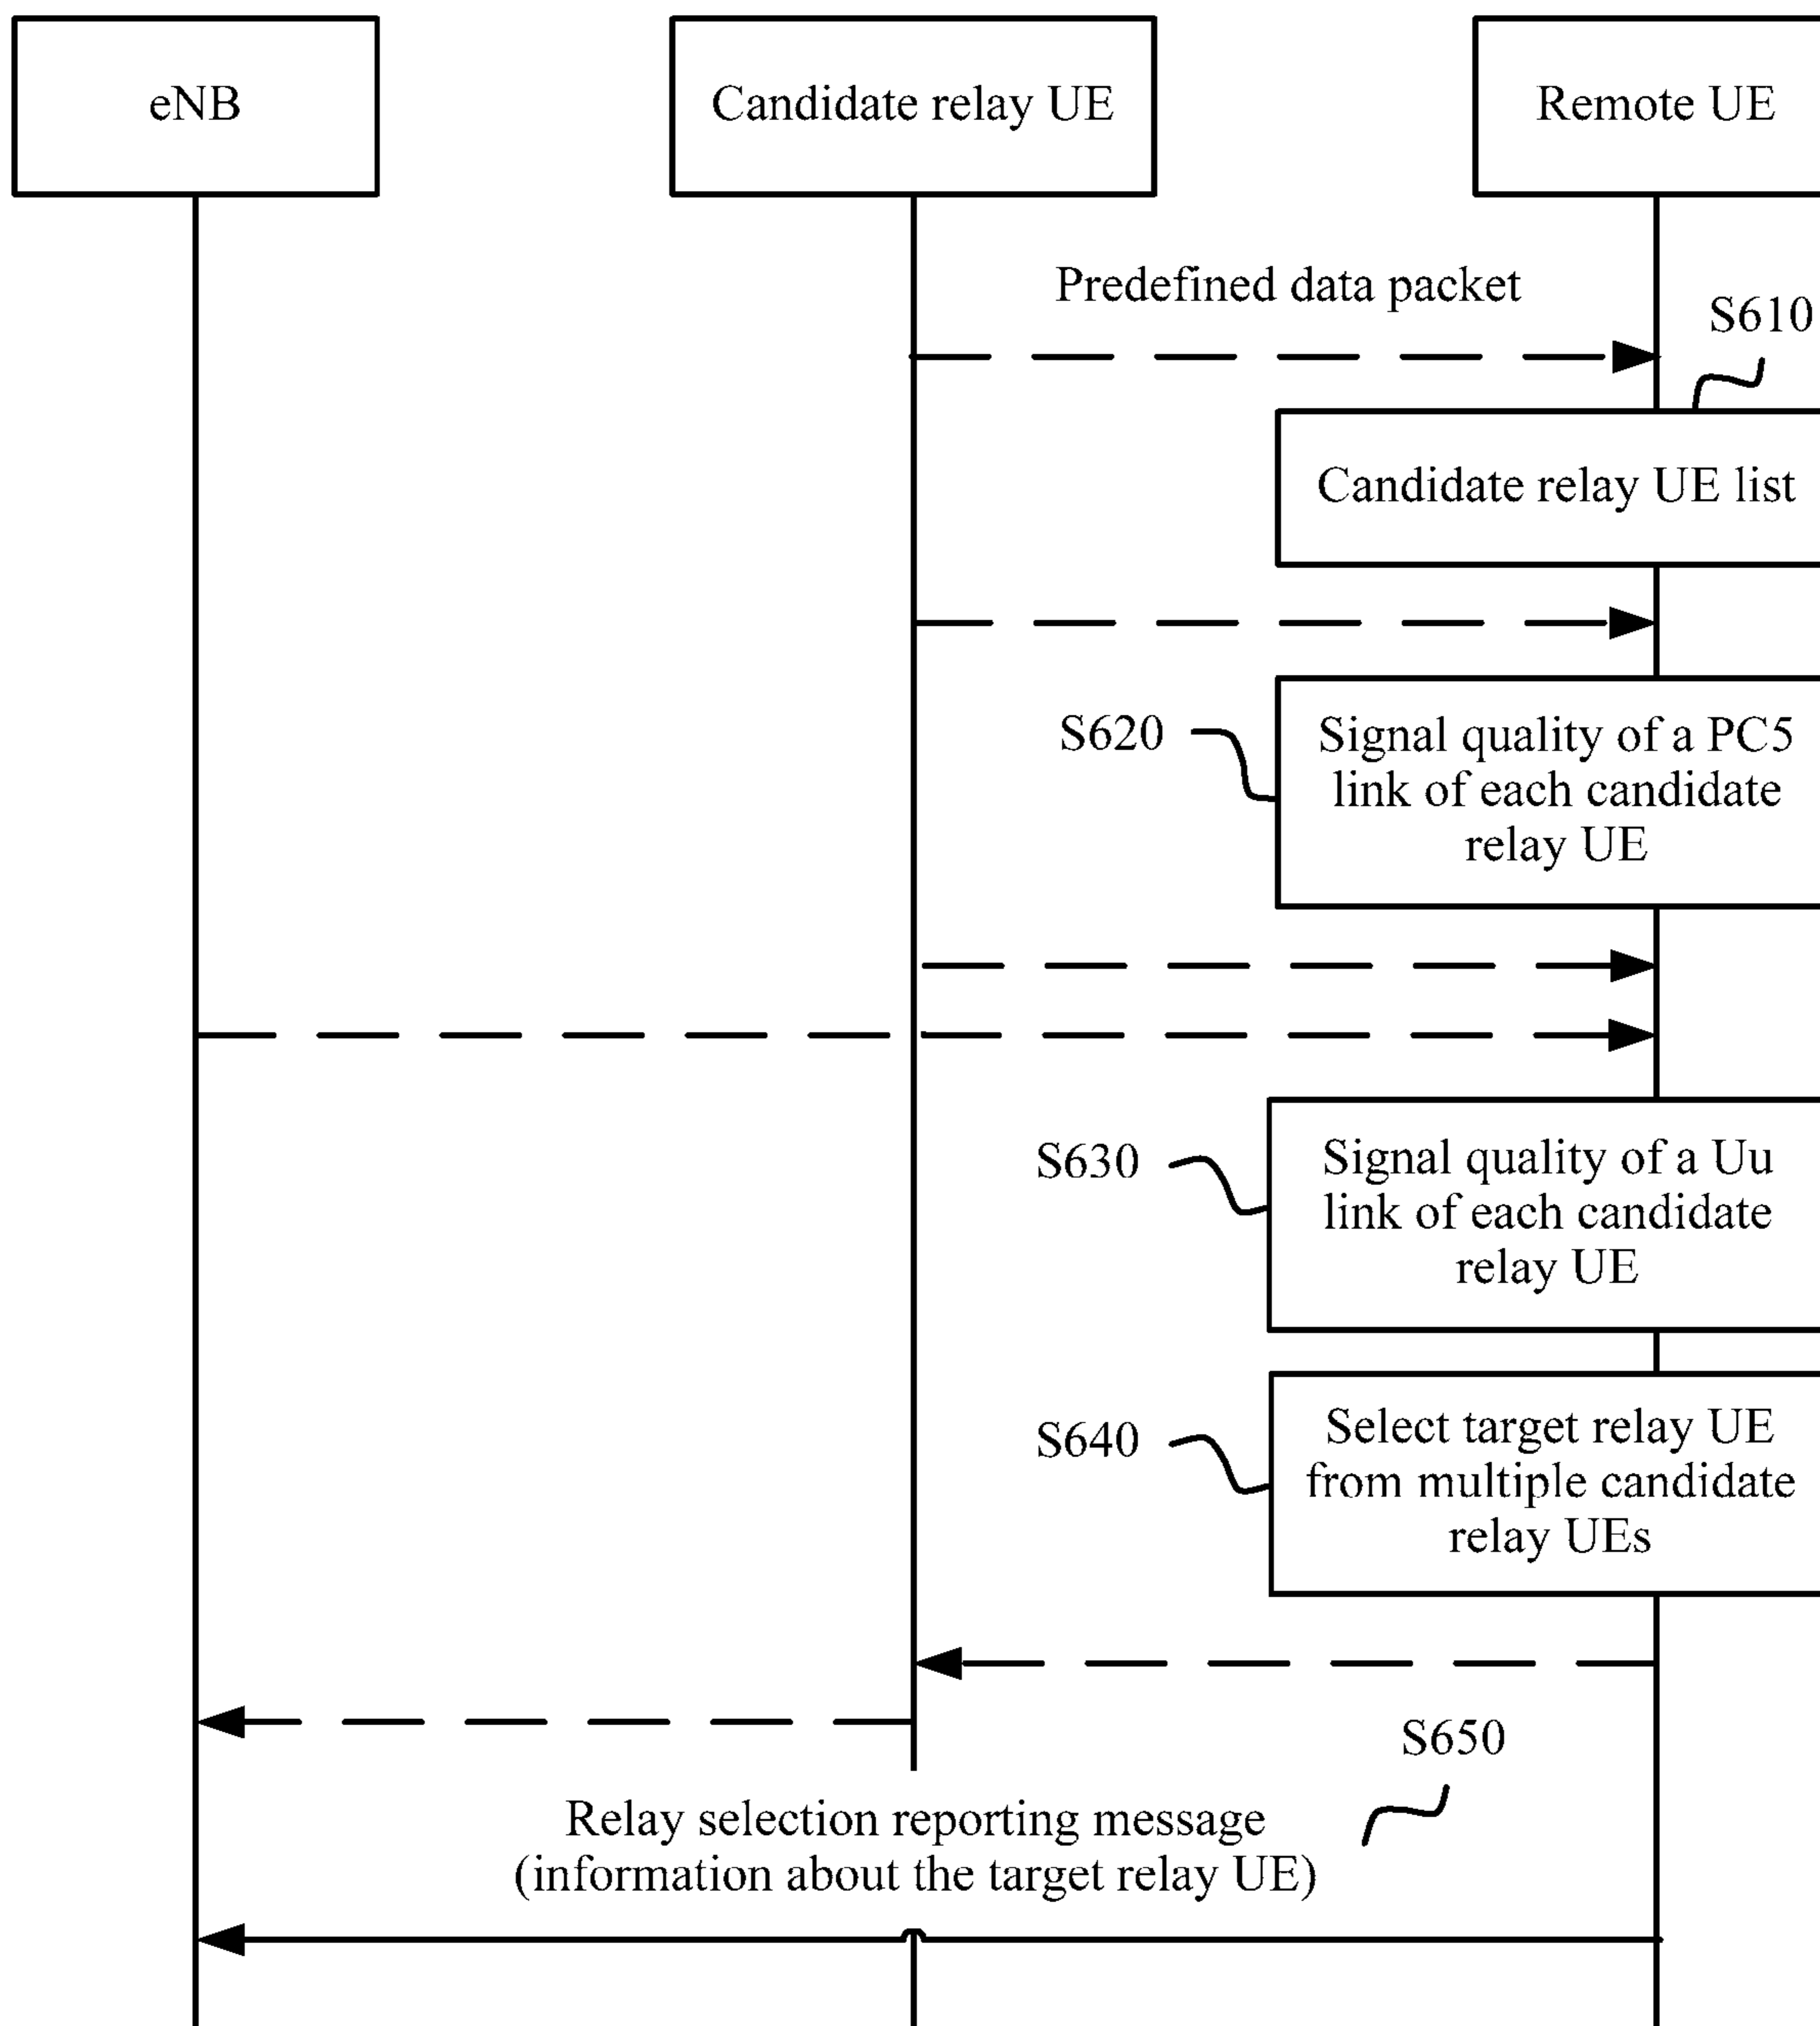 eNB
Candidate relay UE
Remote UE
Predefined data packet
S610
Candidate relay UE list
S620
Signal quality of a PC5
link of each candidate
relay UE
S630
Signal quality of a Uu
link of each candidate
relay UE
S640
Select target relay UE
from multiple candidate
relay UEs
S650
Relay selection reporting message
(information about the target relay UE)